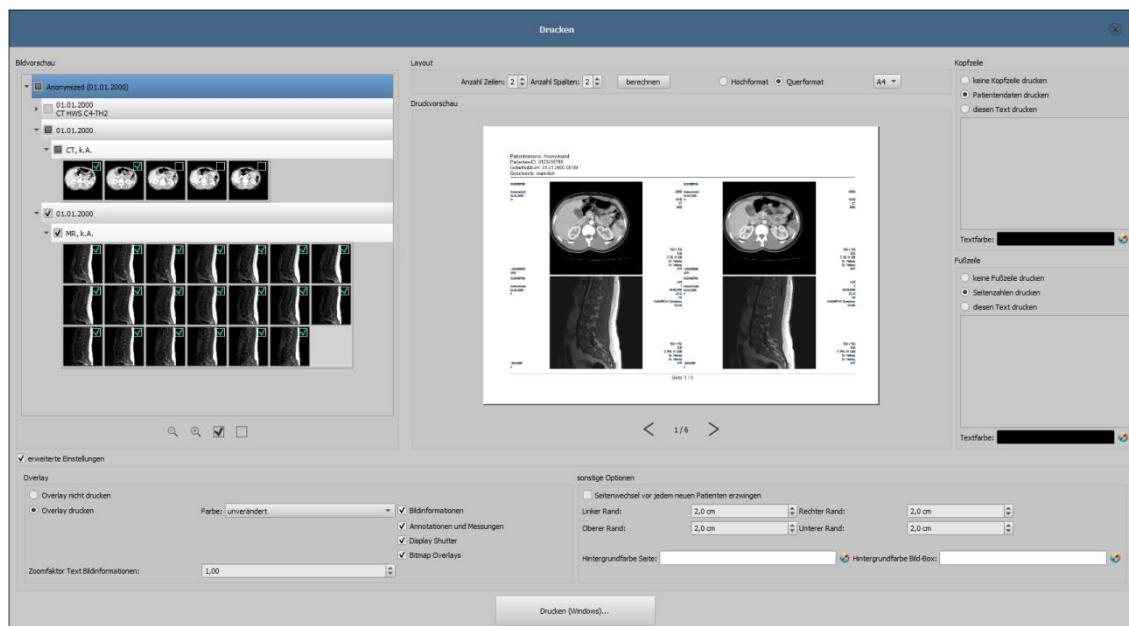 Drucken
Bildvorschau
Anonymized (01.01.2000)
01.01.2000
CT HWS C4-TH2
01.01.2000
CT, k.A.
01.01.2000
MR, k.A.
erweiterte Einstellungen
Layout
Anzahl Zeilen: 2 Anzahl Spalten: 2 berechnen Hochformat Querformat A4
Druckvorschau
Patientenname: Anonymized
Geschlecht: männlich
1/6
Kopfzeile
keine Kopfzeile drucken
Patientendaten drucken
diesen Text drucken
Textfarbe:
Fußzeile
keine Fußzeile drucken
Seitenzahlen drucken
diesen Text drucken
Textfarbe:
Overlay
Overlay nicht drucken
Overlay drucken Farbe: unverändert Bildinformationen
Annotationen und Messungen
Display Shutter
Bitmap Overlays
Zoomfaktor Text Bildinformationen: 1,00
sonstige Optionen
Seitenwechsel vor jedem neuen Patienten erzwingen
Linker Rand: 2,0 cm Rechter Rand: 2,0 cm
Oberer Rand: 2,0 cm Unterer Rand: 2,0 cm
Hintergrundfarbe Seite: Hintergrundfarbe Bild-Box:
Drucken (Windows)...